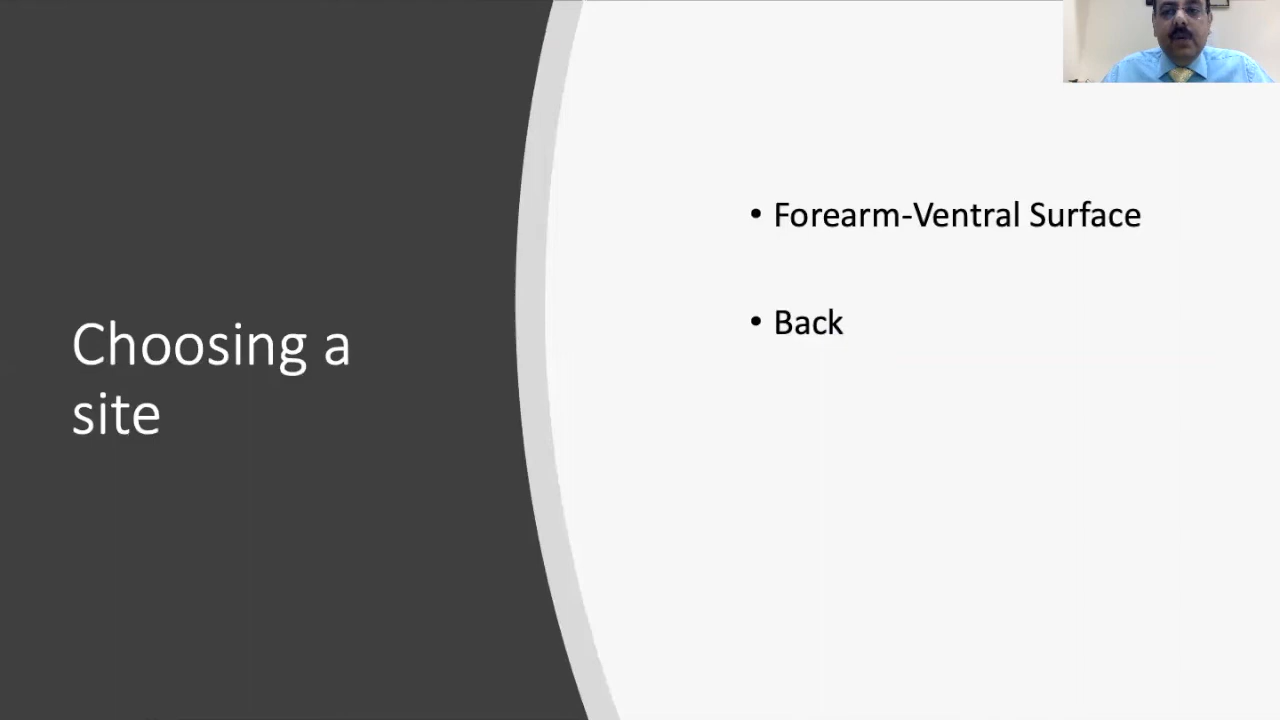 Choosing a
site
• Forearm-Ventral Surface
• Back